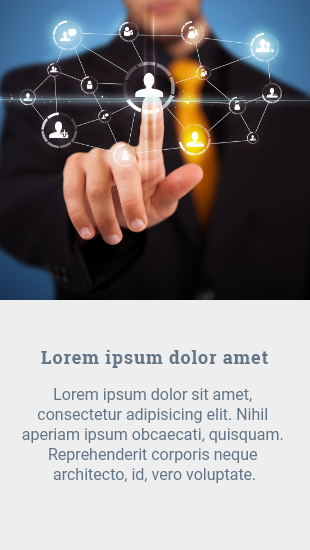 Lorem ipsum dolor amet
Lorem ipsum dolor sit amet,
consectetur adipisicing elit. Nihil
aperiam ipsum obcaecati, quisquam.
Reprehenderit corporis neque
architecto, id, vero voluptate.